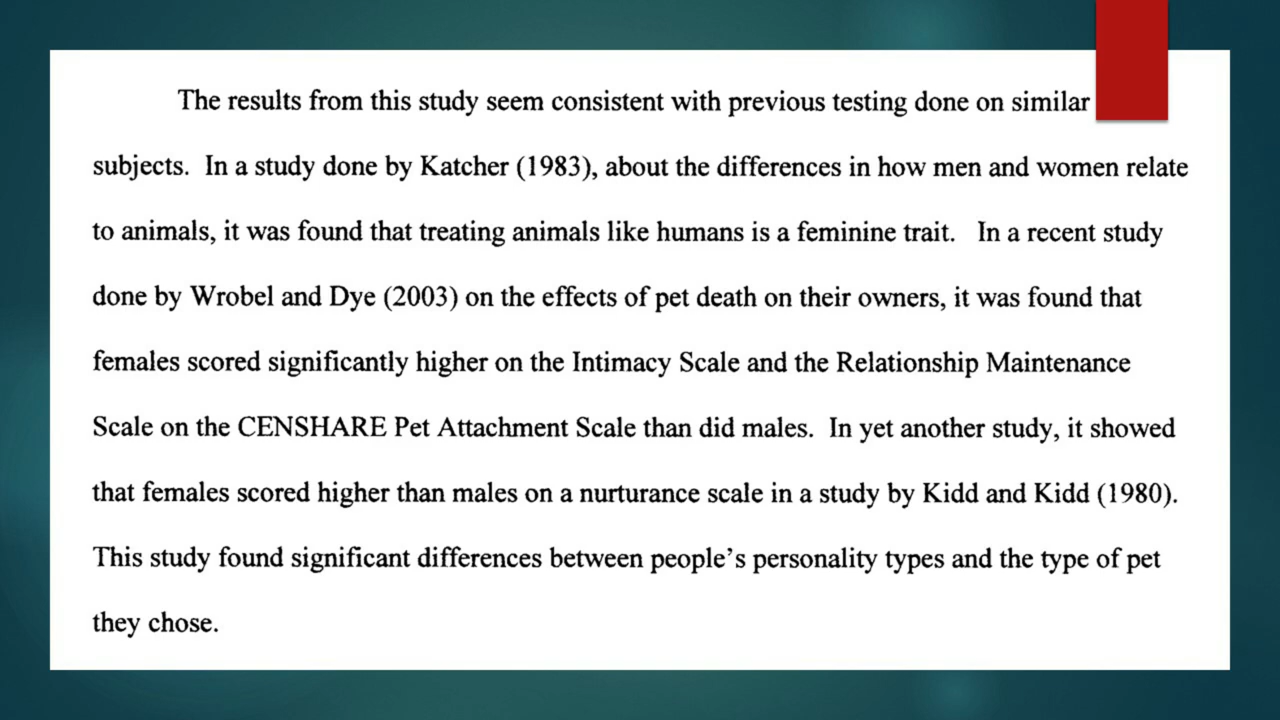 The results from this study seem consistent with previous testing done on similar
subjects.  In a study done by Katcher (1983), about the differences in how men and women relate
to animals, it was found that treating animals like humans is a feminine trait.   In a recent study
done by Wrobel and Dye (2003) on the effects of pet death on their owners, it was found that
females scored significantly higher on the Intimacy Scale and the Relationship Maintenance
Scale on the CENSHARE Pet Attachment Scale than did males.  In yet another study, it showed
that females scored higher than males on a nurturance scale in a study by Kidd and Kidd (1980).
This study found significant differences between people’s personality types and the type of pet
they chose.